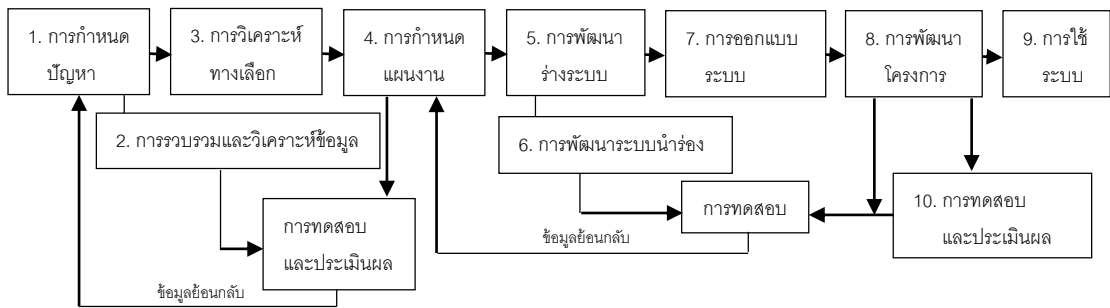 1. การกำหนด
ปัญหา
3. การวิเคราะห์
ทางเลือก
4. การกำหนด
แผนงาน
5. การพัฒนา
ร่างระบบ
7. การออกแบบ
ระบบ
8. การพัฒนา
โครงการ
9. การใช้
ระบบ
2. การรวบรวมและวิเคราะห์ข้อมูล
6. การพัฒนาระบบนำร่อง
การทดสอบ
และประเมินผล
การทดสอบ
10. การทดสอบ
และประเมินผล
ข้อมูลย้อนกลับ
ข้อมูลย้อนกลับ